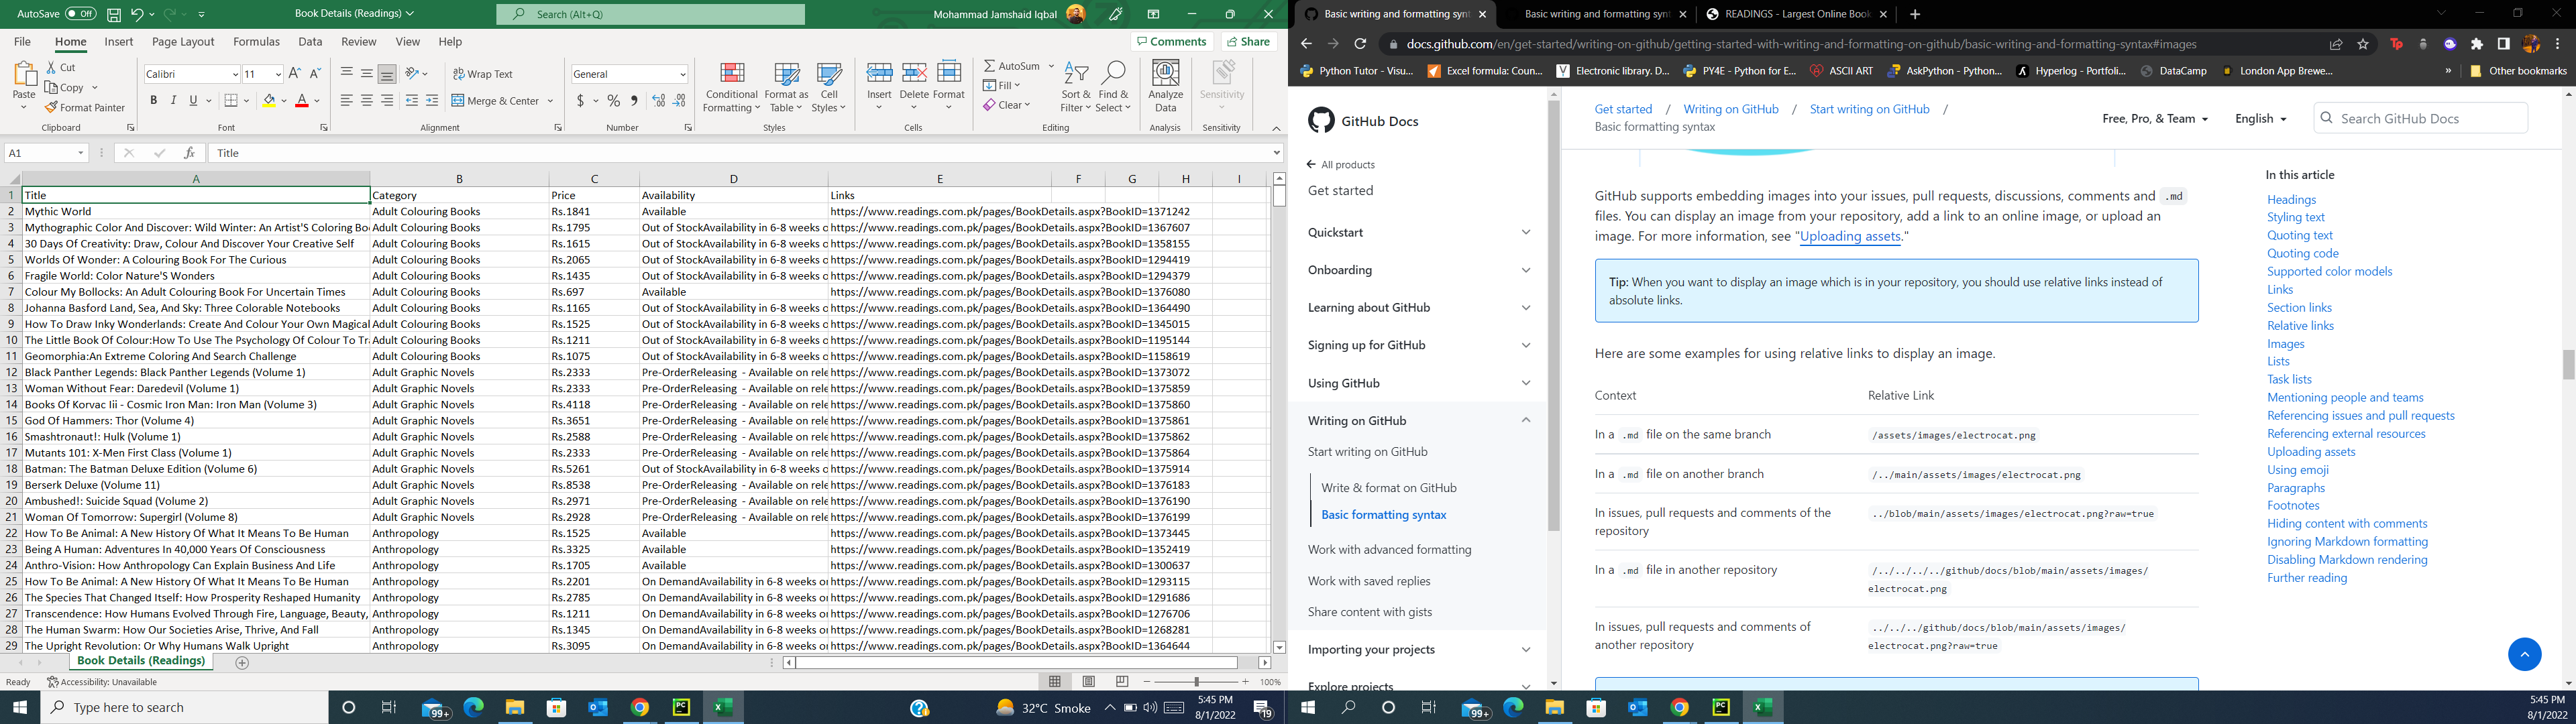 AutoSave Off Book Details (Readings) Search (Alt+Q) Mohammad Jamshaid Iqbal
File Home Insert Page Layout Formulas Data Review View Help Comments Share
Paste Cut Copy Format Painter
Calibri 11 B I U
Wrap Text Merge & Center
General $ % 9
Conditional Formatting Format as Table Cell Styles
Insert Delete Format
AutoSum Fill Clear Sort & Filter Find & Select
Analyze Data Sensitivity
Clipboard Font Alignment Number Styles Cells Editing Analysis Sensitivity
A1 fx Title
A B C D E F G H I
1 Title Category Price Availability Links
2 Mythic World Adult Colouring Books Rs.1841 Available https://www.readings.com.pk/pages/BookDetails.aspx?BookID=1371242
3 Mythographic Color And Discover: Wild Winter: An Artist'S Coloring Bo Adult Colouring Books Rs.1795 Out of StockAvailability in 6-8 weeks o https://www.readings.com.pk/pages/BookDetails.aspx?BookID=1367607
4 30 Days Of Creativity: Draw, Colour And Discover Your Creative Self Adult Colouring Books Rs.1615 Out of StockAvailability in 6-8 weeks o https://www.readings.com.pk/pages/BookDetails.aspx?BookID=1358155
5 Worlds Of Wonder: A Colouring Book For The Curious Adult Colouring Books Rs.2065 Out of StockAvailability in 6-8 weeks o https://www.readings.com.pk/pages/BookDetails.aspx?BookID=1294419
6 Fragile World: Color Nature'S Wonders Adult Colouring Books Rs.1435 Out of StockAvailability in 6-8 weeks o https://www.readings.com.pk/pages/BookDetails.aspx?BookID=1294379
7 Colour My Bollocks: An Adult Colouring Book For Uncertain Times Adult Colouring Books Rs.697 Available https://www.readings.com.pk/pages/BookDetails.aspx?BookID=1376080
8 Johanna Basford Land, Sea, And Sky: Three Colorable Notebooks Adult Colouring Books Rs.1165 Out of StockAvailability in 6-8 weeks o https://www.readings.com.pk/pages/BookDetails.aspx?BookID=1364490
9 How To Draw Inky Wonderlands: Create And Colour Your Own Magical Adult Colouring Books Rs.1525 Out of StockAvailability in 6-8 weeks o https://www.readings.com.pk/pages/BookDetails.aspx?BookID=1345015
10 The Little Book Of Colour:How To Use The Psychology Of Colour To Tr Adult Colouring Books Rs.1211 Out of StockAvailability in 6-8 weeks o https://www.readings.com.pk/pages/BookDetails.aspx?BookID=1195144
11 Geomorphia:An Extreme Coloring And Search Challenge Adult Colouring Books Rs.1075 Out of StockAvailability in 6-8 weeks o https://www.readings.com.pk/pages/BookDetails.aspx?BookID=1158619
12 Black Panther Legends: Black Panther Legends (Volume 1) Adult Graphic Novels Rs.2333 Pre-OrderReleasing - Available on rele https://www.readings.com.pk/pages/BookDetails.aspx?BookID=1373072
13 Woman Without Fear: Daredevil (Volume 1) Adult Graphic Novels Rs.2333 Pre-OrderReleasing - Available on rele https://www.readings.com.pk/pages/BookDetails.aspx?BookID=1375859
14 Books Of Korvac Iii - Cosmic Iron Man: Iron Man (Volume 3) Adult Graphic Novels Rs.4118 Pre-OrderReleasing - Available on rele https://www.readings.com.pk/pages/BookDetails.aspx?BookID=1375860
15 God Of Hammers: Thor (Volume 4) Adult Graphic Novels Rs.3651 Pre-OrderReleasing - Available on rele https://www.readings.com.pk/pages/BookDetails.aspx?BookID=1375861
16 Smashtronaut!: Hulk (Volume 1) Adult Graphic Novels Rs.2588 Pre-OrderReleasing - Available on rele https://www.readings.com.pk/pages/BookDetails.aspx?BookID=1375862
17 Mutants 101: X-Men First Class (Volume 1) Adult Graphic Novels Rs.2333 Pre-OrderReleasing - Available on rele https://www.readings.com.pk/pages/BookDetails.aspx?BookID=1375864
18 Batman: The Batman Deluxe Edition (Volume 6) Adult Graphic Novels Rs.5261 Out of StockAvailability in 6-8 weeks o https://www.readings.com.pk/pages/BookDetails.aspx?BookID=1375914
19 Berserk Deluxe (Volume 11) Adult Graphic Novels Rs.8538 Pre-OrderReleasing - Available on rele https://www.readings.com.pk/pages/BookDetails.aspx?BookID=1376183
20 Ambushed!: Suicide Squad (Volume 2) Adult Graphic Novels Rs.2971 Pre-OrderReleasing - Available on rele https://www.readings.com.pk/pages/BookDetails.aspx?BookID=1376190
21 Woman Of Tomorrow: Supergirl (Volume 8) Adult Graphic Novels Rs.2928 Pre-OrderReleasing - Available on rele https://www.readings.com.pk/pages/BookDetails.aspx?BookID=1376199
22 How To Be Animal: A New History Of What It Means To Be Human Anthropology Rs.1525 Available https://www.readings.com.pk/pages/BookDetails.aspx?BookID=1373445
23 Being A Human: Adventures In 40,000 Years Of Consciousness Anthropology Rs.3325 Available https://www.readings.com.pk/pages/BookDetails.aspx?BookID=1352419
24 Anthro-Vision: How Anthropology Can Explain Business And Life Anthropology Rs.1705 Available https://www.readings.com.pk/pages/BookDetails.aspx?BookID=1300637
25 How To Be Animal: A New History Of What It Means To Be Human Anthropology Rs.2201 On DemandAvailability in 6-8 weeks o https://www.readings.com.pk/pages/BookDetails.aspx?BookID=1293115
26 The Species That Changed Itself: How Prosperity Reshaped Humanity Anthropology Rs.2785 On DemandAvailability in 6-8 weeks o https://www.readings.com.pk/pages/BookDetails.aspx?BookID=1291686
27 Transcendence: How Humans Evolved Through Fire, Language, Beauty, Anthropology Rs.1211 On DemandAvailability in 6-8 weeks o https://www.readings.com.pk/pages/BookDetails.aspx?BookID=1276706
28 The Human Swarm: How Our Societies Arise, Thrive, And Fall Anthropology Rs.1345 On DemandAvailability in 6-8 weeks o https://www.readings.com.pk/pages/BookDetails.aspx?BookID=1268281
29 The Upright Revolution: Or Why Humans Walk Upright Anthropology Rs.3095 On DemandAvailability in 6-8 weeks o https://www.readings.com.pk/pages/BookDetails.aspx?BookID=1364644
Book Details (Readings)
Ready Accessibility: Unavailable 100%
Type here to search 99+ 32°C Smoke 5:45 PM 8/1/2022 19
Basic writing and formatting syn Basic writing and formatting syn READINGS - Largest Online Book
docs.github.com/en/get-started/writing-on-github/getting-started-with-writing-and-formatting-on-github/basic-writing-and-formatting-syntax#images
Python Tutor - Visu... Excel formula: Coun... Electronic library. D... PY4E - Python for E... ASCII ART AskPython - Python... Hyperlog - Portfoli... DataCamp London App Brewe... » Other bookmarks
GitHub Docs
All products
Get started
Quickstart
Onboarding
Learning about GitHub
Signing up for GitHub
Using GitHub
Writing on GitHub
Start writing on GitHub
Write & format on GitHub
Basic formatting syntax
Work with advanced formatting
Work with saved replies
Share content with gists
Importing your projects
Explore projects
Get started / Writing on GitHub / Start writing on GitHub /
Basic formatting syntax
Free, Pro, & Team English Search GitHub Docs
GitHub supports embedding images into your issues, pull requests, discussions, comments and .md
files. You can display an image from your repository, add a link to an online image, or upload an
image. For more information, see "Uploading assets."
Tip: When you want to display an image which is in your repository, you should use relative links instead of
absolute links.
Here are some examples for using relative links to display an image.
Context Relative Link
In a .md file on the same branch /assets/images/electrocat.png
In a .md file on another branch /../main/assets/images/electrocat.png
In issues, pull requests and comments of the ../blob/main/assets/images/electrocat.png?raw=true
repository
In a .md file in another repository /../../../../github/docs/blob/main/assets/images/
electrocat.png
In issues, pull requests and comments of ../../../github/docs/blob/main/assets/images/
another repository electrocat.png?raw=true
In this article
Headings
Styling text
Quoting text
Quoting code
Supported color models
Links
Section links
Relative links
Images
Lists
Task lists
Mentioning people and teams
Referencing issues and pull requests
Referencing external resources
Uploading assets
Using emoji
Paragraphs
Footnotes
Hiding content with comments
Ignoring Markdown formatting
Disabling Markdown rendering
Further reading
99+ 5:45 PM
8/1/2022